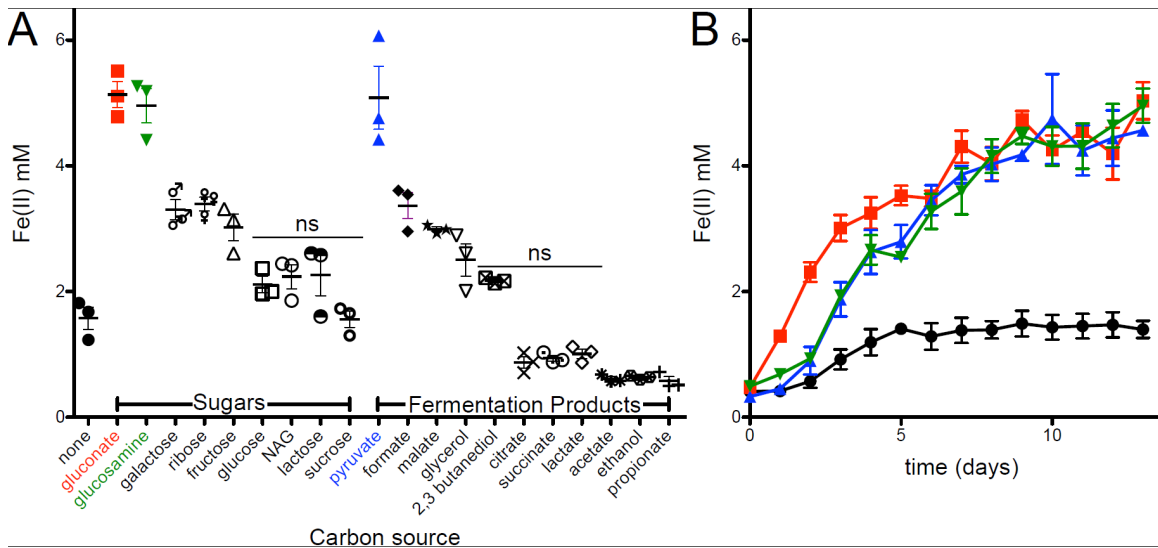 A
B
Fe(II) mM
6
4
2
0
ns
ns
Sugars
Fermentation Products
none
gluconate
glucosamine
galactose
ribose
fructose
glucose
NAG
lactose
sucrose
pyruvate
formate
malate
glycerol
2,3 butanediol
citrate
succinate
lactate
acetate
ethanol
propionate
Carbon source
Fe(II) mM
6
4
2
0
0
5
10
time (days)